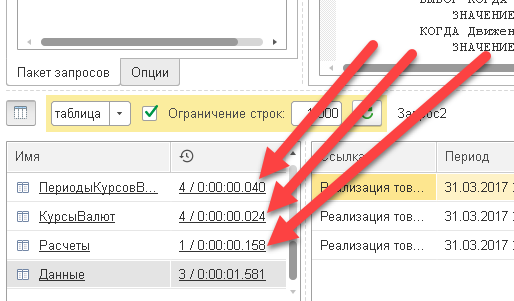 ВЫБОР КОГДА
ЗНАЧЕНИЕ
КОГДА Движен
ЗНАЧЕНИЕ
Пакет запросов Опции
таблица Ограничение строк: Запрос2
Имя Ссылка Период
ПериодыКурсовВ... 4 / 0:00:00.040 Реализация тов... 31.03.2017
КурсыВалют 4 / 0:00:00.024 Реализация тов... 31.03.2017
Расчеты 1 / 0:00:00.158 Реализация тов... 31.03.2017
Данные 3 / 0:00:01.581